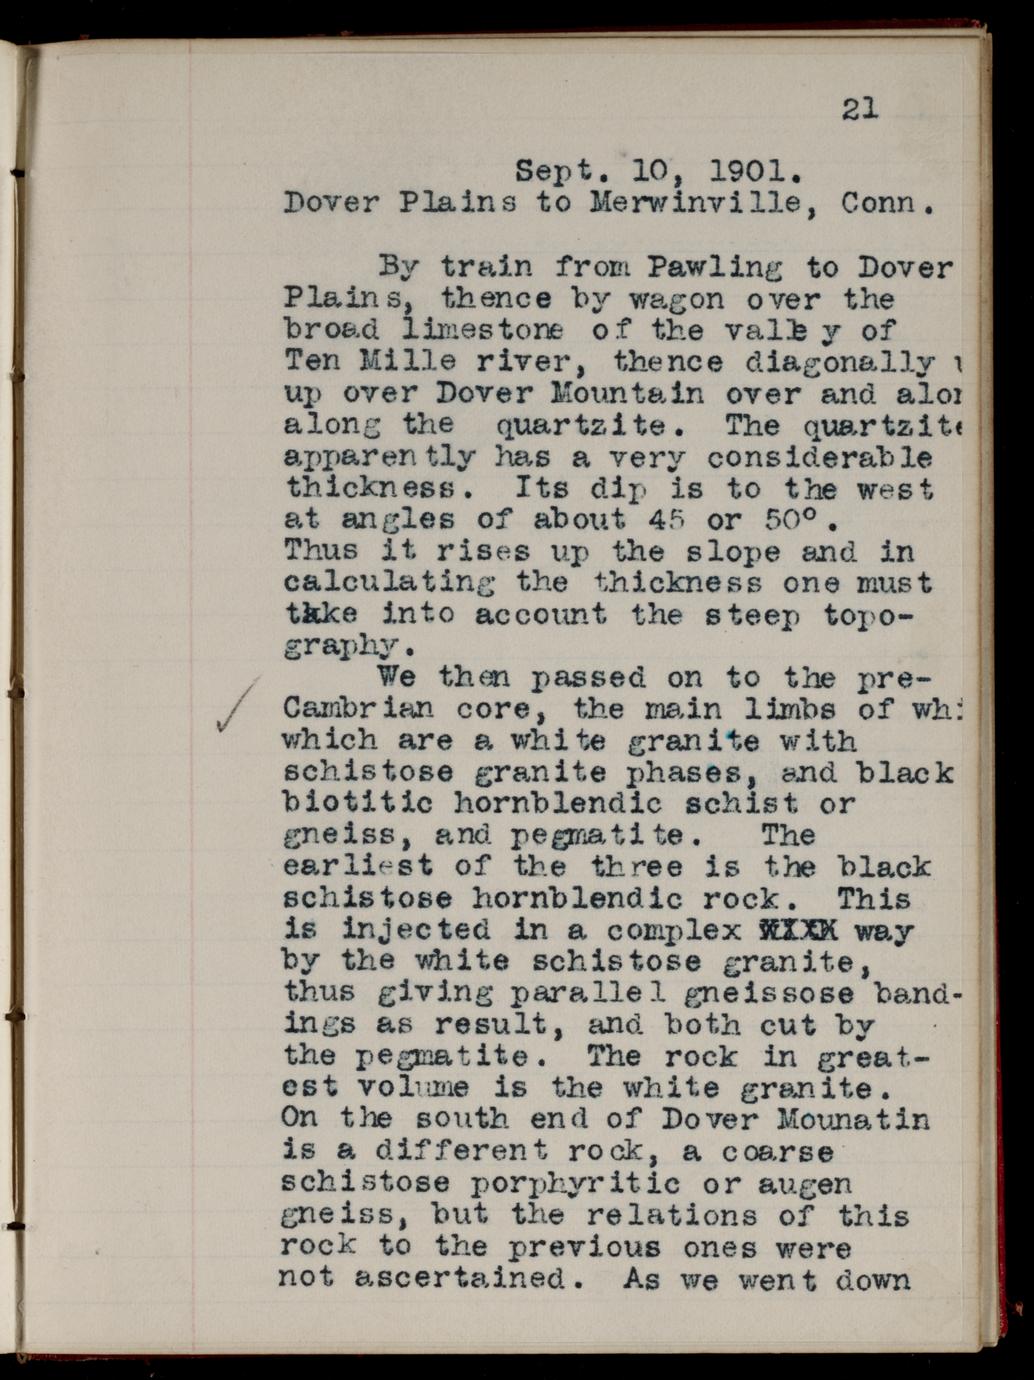 21
Sept. 10, 1901.
Dover Plains to Merwinville, Conn.
By train from Pawling to Dover
Plains, thence by wagon over the
broad limestone of the valley of
Ten Mille river, thence diagonally u
up over Dover Mountain over and alon
along the quartzite. The quartzite
apparently has a very considerable
thickness. Its dip is to the west
at angles of about 45 or 50°.
Thus it rises up the slope and in
calculating the thickness one must
take into account the steep topo-
graphy.
We then passed on to the pre-
Cambrian core, the main limbs of whi
which are a white granite with
schistose granite phases, and black
biotitic hornblendic schist or
gneiss, and pegmatite. The
earliest of the three is the black
schistose hornblendic rock. This
is injected in a complex way
by the white schistose granite,
thus giving parallel gneissose band-
ings as result, and both cut by
the pegmatite. The rock in great-
est volume is the white granite.
On the south end of Dover Mounatin
is a different rock, a coarse
schistose porphyritic or augen
gneiss, but the relations of this
rock to the previous ones were
not ascertained. As we went down